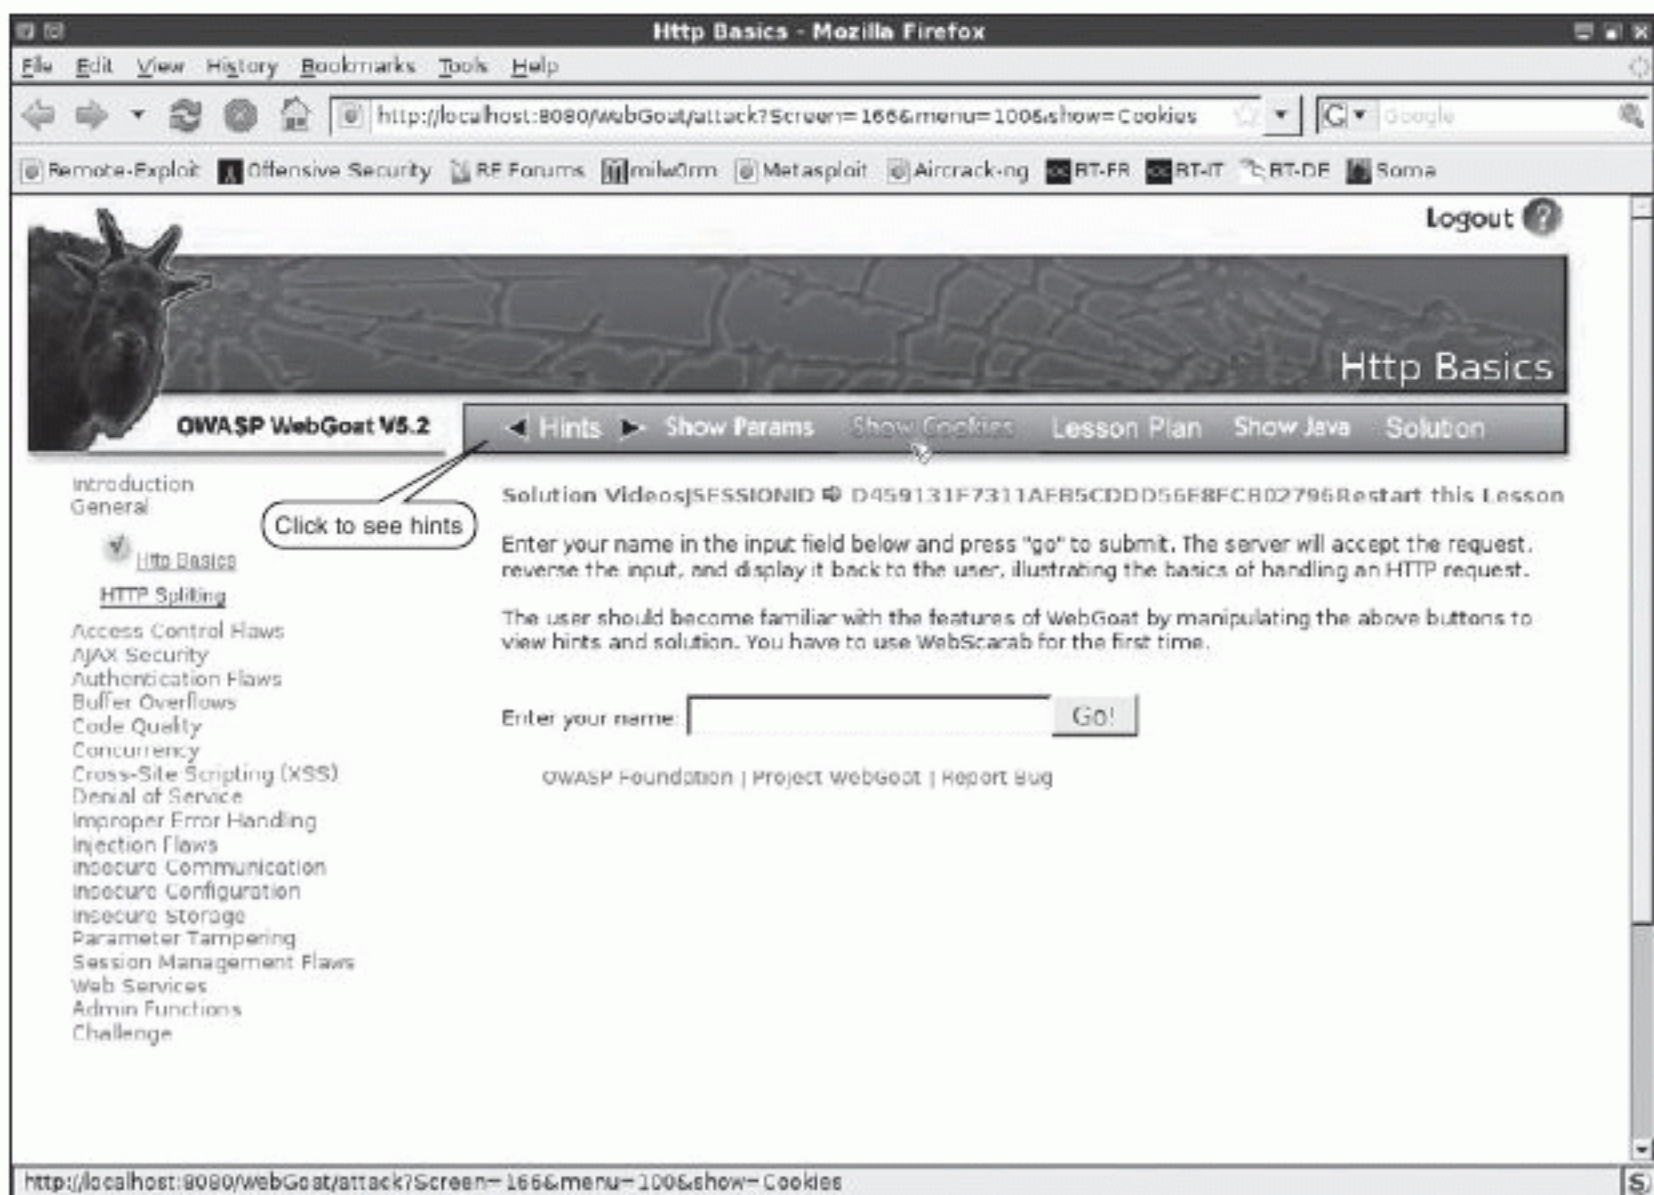 Http Basics - Mozilla Firefox
File Edit View History Bookmarks Tools Help
http://localhost:8080/WebGoat/attack?Screen=166&menu=100&show=Cookies
G Google
Remote-Exploit Offensive Security RE Forums milw0rm Metasploit Aircrack-ng BT-FR BT-IT BT-DE Soma
Logout ?
Http Basics
OWASP WebGoat V5.2
Hints Show Params Show Cookies Lesson Plan Show Java Solution
Click to see hints
Introduction
General
Http Basics
HTTP Splitting
Access Control Flaws
AJAX Security
Authentication Flaws
Buffer Overflows
Code Quality
Concurrency
Cross-Site Scripting (XSS)
Denial of Service
Improper Error Handling
Injection Flaws
Insecure Communication
Insecure Configuration
Insecure Storage
Parameter Tampering
Session Management Flaws
Web Services
Admin Functions
Challenge
Solution Videos JSESSIONID D459131F7311AEB5CDDD56E8FCB02796 Restart this Lesson
Enter your name in the input field below and press "go" to submit. The server will accept the request,
reverse the input, and display it back to the user, illustrating the basics of handling an HTTP request.
The user should become familiar with the features of WebGoat by manipulating the above buttons to
view hints and solution. You have to use WebScarab for the first time.
Enter your name: Go!
OWASP Foundation | Project WebGoat | Report Bug
http://localhost:8080/WebGoat/attack?Screen=166&menu=100&show=Cookies